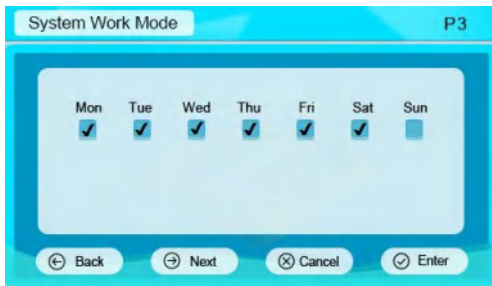 System Work Mode P3
Mon Tue Wed Thu Fri Sat Sun
Back Next Cancel Enter